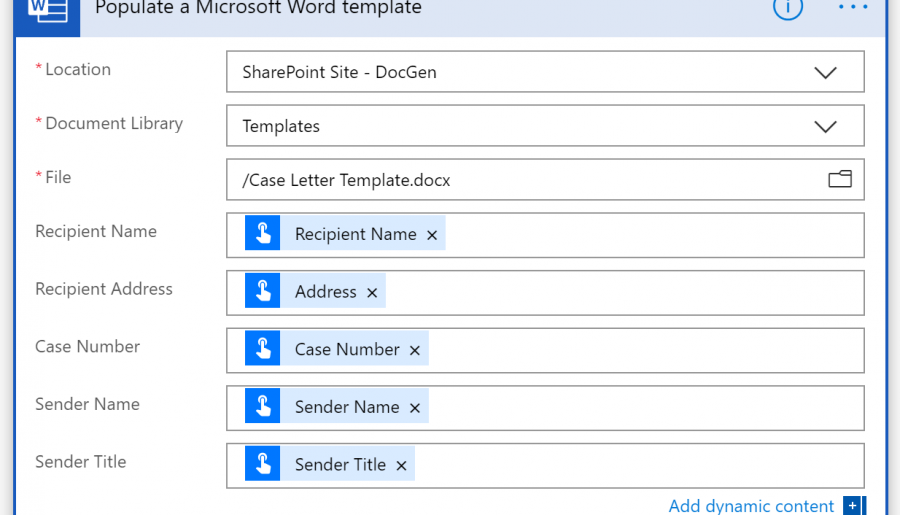 W Populate a Microsoft Word template
* Location SharePoint Site - DocGen
* Document Library Templates
* File /Case Letter Template.docx
Recipient Name Recipient Name ×
Recipient Address Address ×
Case Number Case Number ×
Sender Name Sender Name ×
Sender Title Sender Title ×
Add dynamic content +